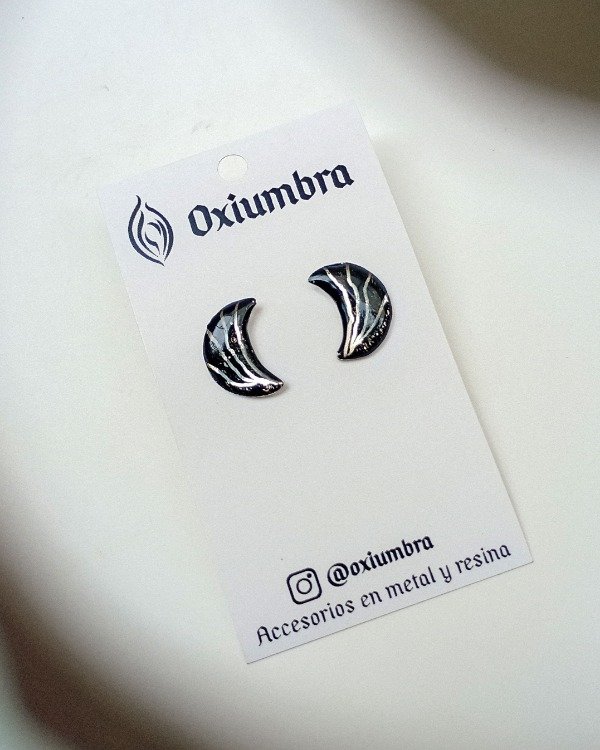 Oxiumbra
@oxiumbra
Accesorios en metal y resina